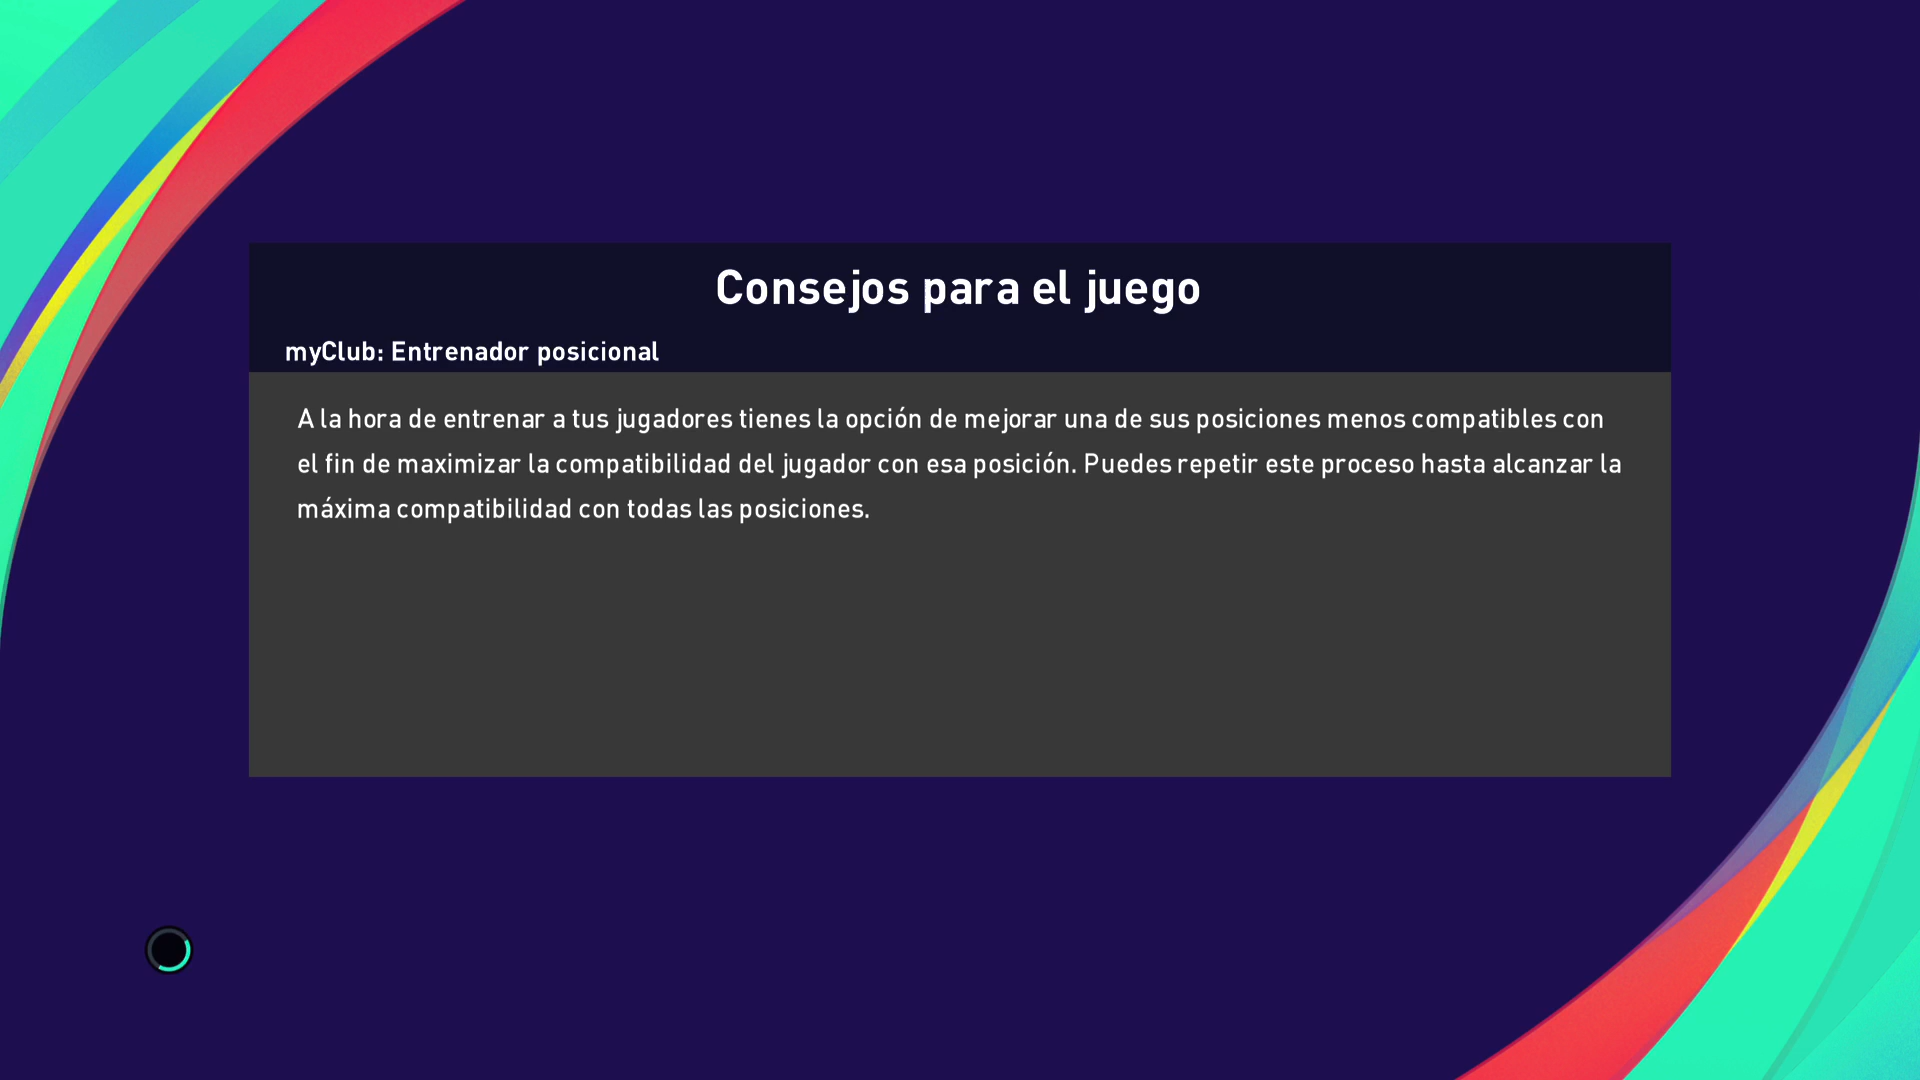 Consejos para el juego
myClub: Entrenador posicional
A la hora de entrenar a tus jugadores tienes la opción de mejorar una de sus posiciones menos compatibles con
el fin de maximizar la compatibilidad del jugador con esa posición. Puedes repetir este proceso hasta alcanzar la
máxima compatibilidad con todas las posiciones.